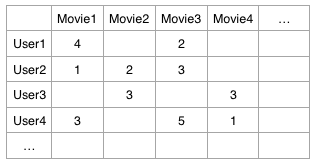 Movie1 Movie2 Movie3 Movie4 …
User1 4 2
User2 1 2 3
User3 3 3
User4 3 5 1
…